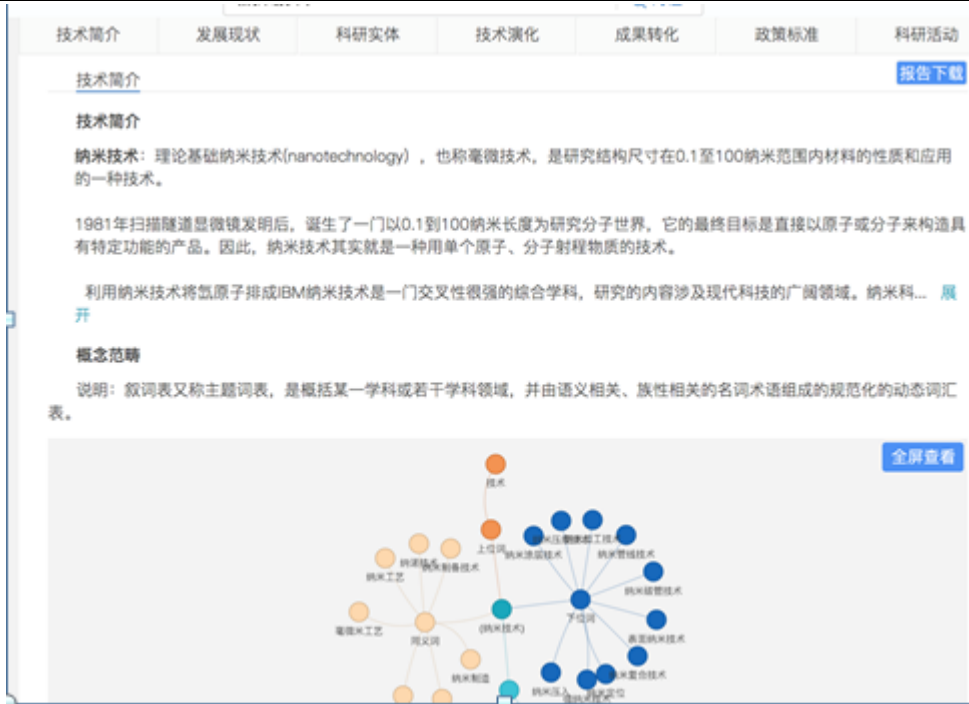 技术简介 发展现状 科研实体 技术演化 成果转化 政策标准 科研活动
技术简介 报告下载
技术简介
纳米技术：理论基础纳米技术(nanotechnology) ，也称毫微技术，是研究结构尺寸在0.1至100纳米范围内材料的性质和应用
的一种技术。
1981年扫描隧道显微镜发明后，诞生了一门以0.1到100纳米长度为研究分子世界，它的最终目标是直接以原子或分子来构造具
有特定功能的产品。因此，纳米技术其实就是一种用单个原子、分子射程物质的技术。
利用纳米技术将氙原子排成IBM纳米技术是一门交叉性很强的综合学科，研究的内容涉及现代科技的广阔领域。纳米科... 展
开
概念范畴
说明：叙词表又称主题词表，是概括某一学科或若干学科领域，并由语义相关、族性相关的名词术语组成的规范化的动态词汇
表。
全屏查看
技术
上位词
纳米涂层技术
纳米管线技术
纳米制备技术
纳米工艺
纳米碳管技术
毫微米工艺
(纳米技术)
下位词
同义词
表面纳米技术
纳米复合技术
纳米制造
纳米压入
纳米定位